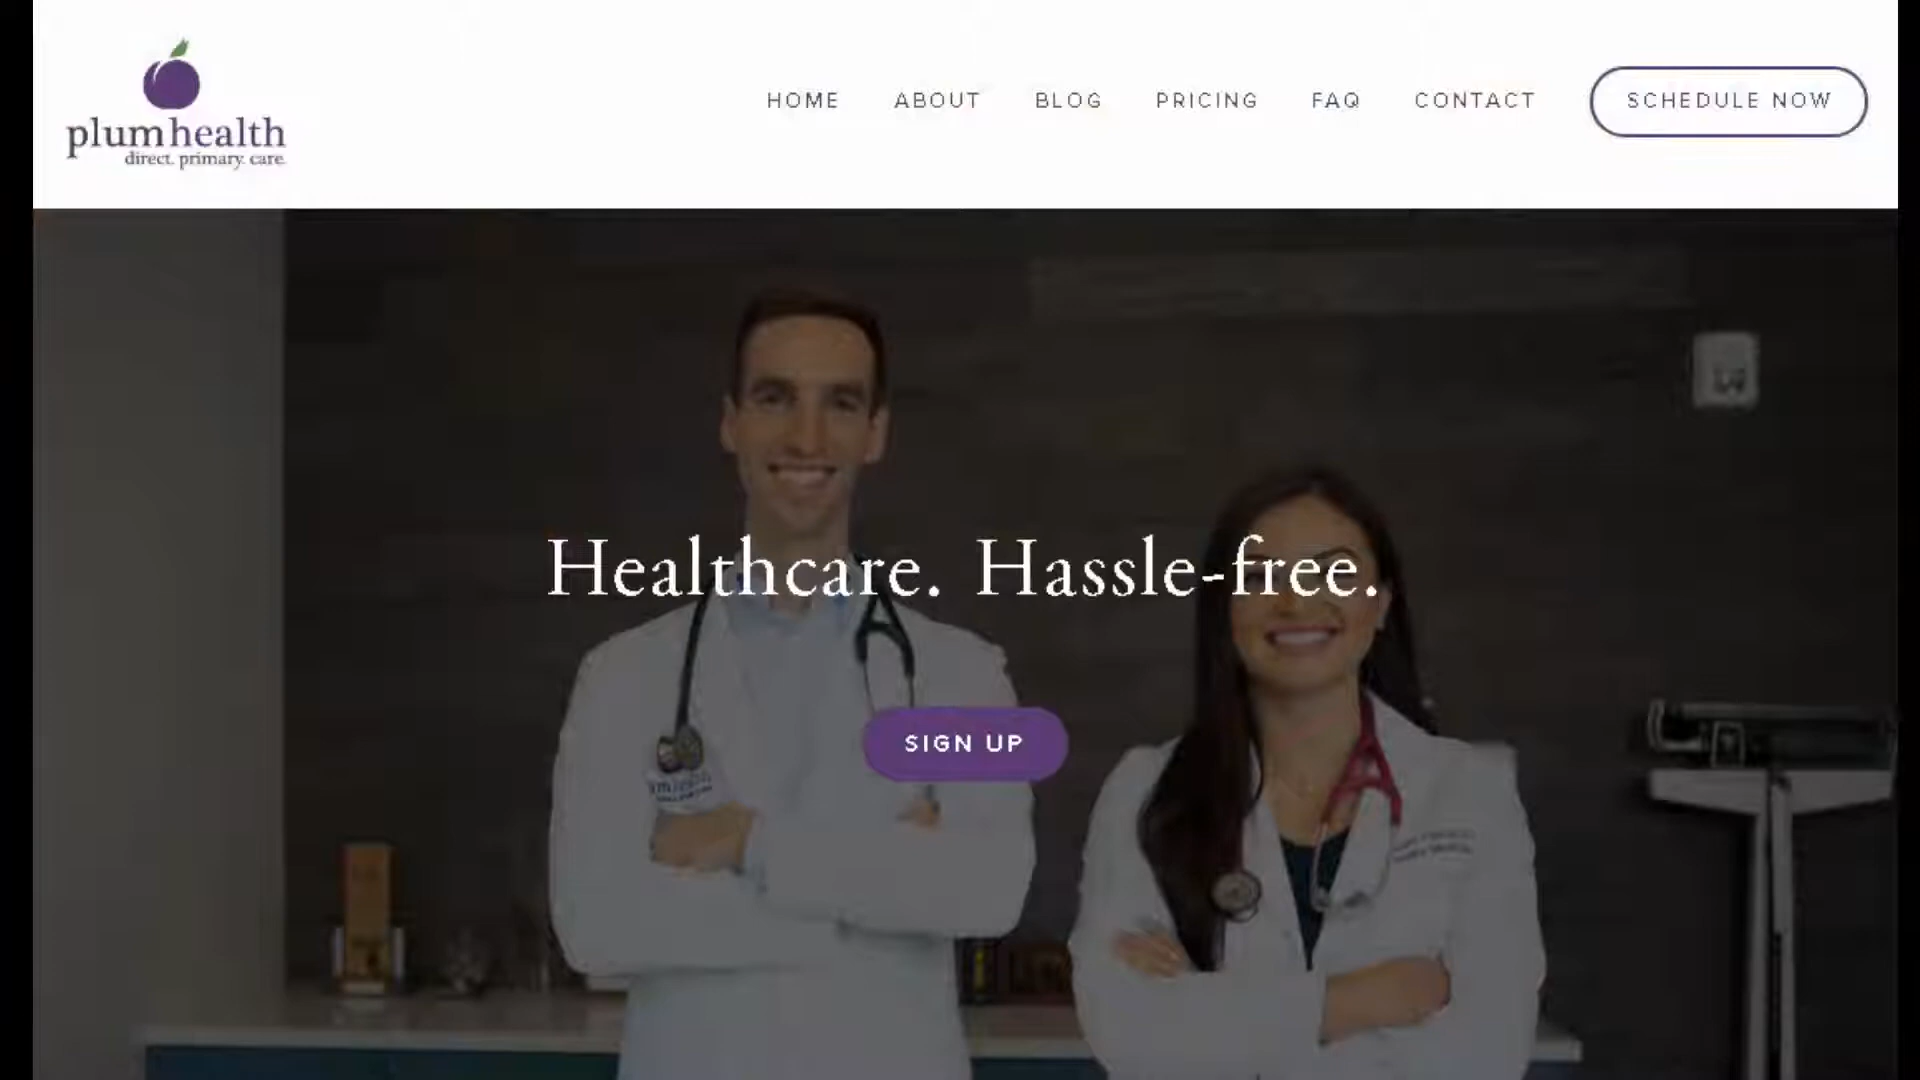 plumhealth
direct. primary. care.
HOME ABOUT BLOG PRICING FAQ CONTACT SCHEDULE NOW
Healthcare. Hassle-free.
SIGN UP